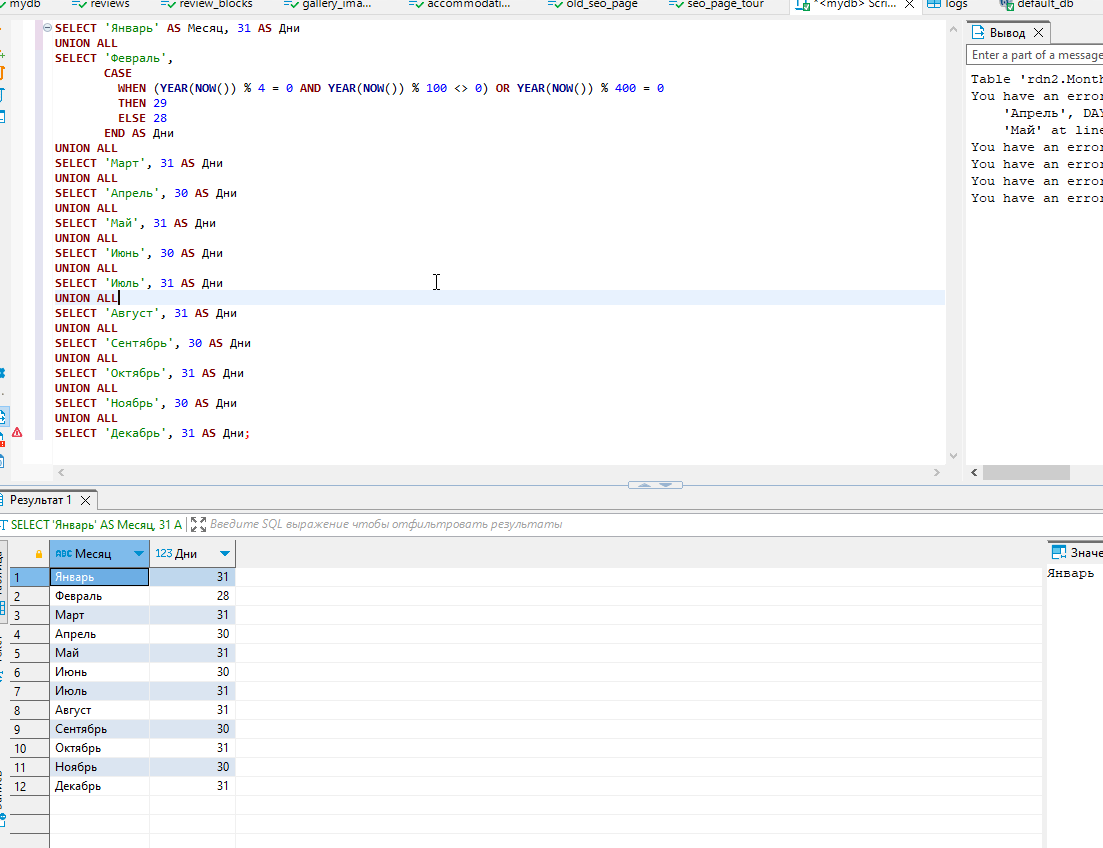 mydb reviews review_blocks gallery_ima... accommodati... old_seo_page seo_page_tour *<mydb> Scri... logs default_db
SELECT 'Январь' AS Месяц, 31 AS Дни
UNION ALL
SELECT 'Февраль',
CASE
WHEN (YEAR(NOW()) % 4 = 0 AND YEAR(NOW()) % 100 <> 0) OR YEAR(NOW()) % 400 = 0
THEN 29
ELSE 28
END AS Дни
UNION ALL
SELECT 'Март', 31 AS Дни
UNION ALL
SELECT 'Апрель', 30 AS Дни
UNION ALL
SELECT 'Май', 31 AS Дни
UNION ALL
SELECT 'Июнь', 30 AS Дни
UNION ALL
SELECT 'Июль', 31 AS Дни
UNION ALL
SELECT 'Август', 31 AS Дни
UNION ALL
SELECT 'Сентябрь', 30 AS Дни
UNION ALL
SELECT 'Октябрь', 31 AS Дни
UNION ALL
SELECT 'Ноябрь', 30 AS Дни
UNION ALL
SELECT 'Декабрь', 31 AS Дни;
Вывод
Enter a part of a message
Table 'rdn2.Month
You have an error
'Апрель', DAY
'Май' at line
You have an error
You have an error
You have an error
You have an error
Результат 1
SELECT 'Январь' AS Месяц, 31 A Введите SQL выражение чтобы отфильтровать результаты
ABC Месяц 123 Дни
1 Январь 31
2 Февраль 28
3 Март 31
4 Апрель 30
5 Май 31
6 Июнь 30
7 Июль 31
8 Август 31
9 Сентябрь 30
10 Октябрь 31
11 Ноябрь 30
12 Декабрь 31
Значе
Январь